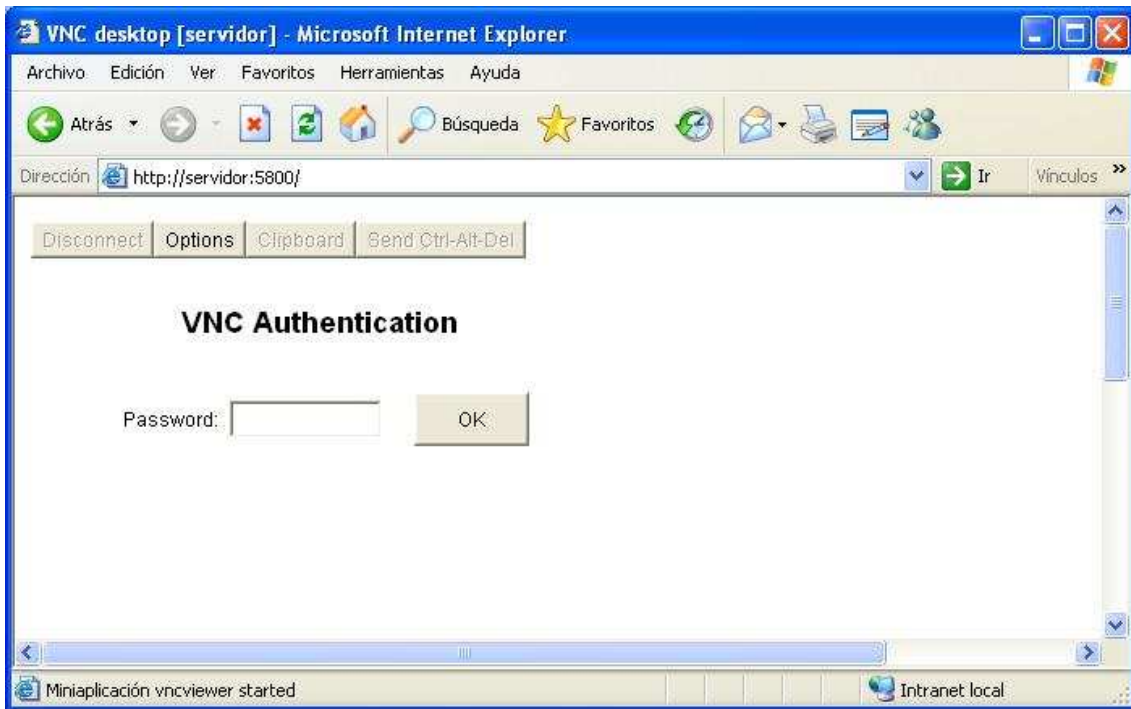 VNC desktop [servidor] - Microsoft Internet Explorer
Archivo Edición Ver Favoritos Herramientas Ayuda
Atrás Búsqueda Favoritos
Dirección http://servidor:5800/ Ir Vínculos »
Disconnect Options Clipboard Send Ctrl-Alt-Del
VNC Authentication
Password: OK
Miniaplicación vncviewer started Intranet local